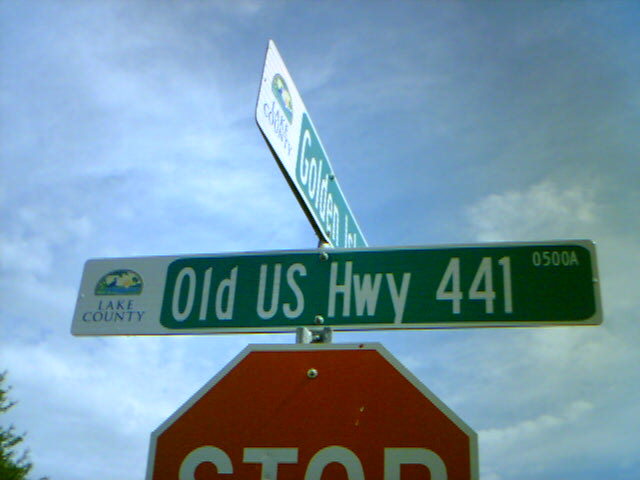 LAKE
COUNTY
Golden
LAKE
COUNTY
Old US Hwy 441 0500A
STOP